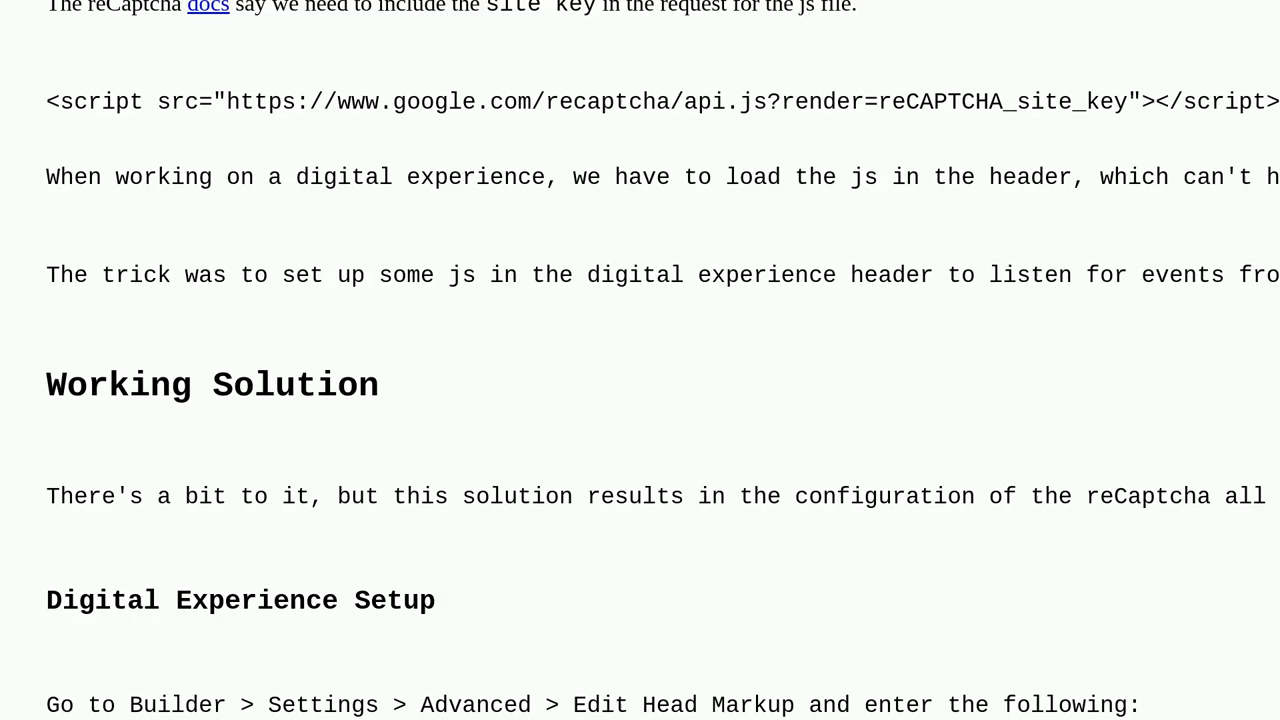 The reCaptcha docs say we need to include the site key in the request for the js file.
<script src="https://www.google.com/recaptcha/api.js?render=reCAPTCHA_site_key"></script>
When working on a digital experience, we have to load the js in the header, which can't h
The trick was to set up some js in the digital experience header to listen for events fro
Working Solution
There's a bit to it, but this solution results in the configuration of the reCaptcha all
Digital Experience Setup
Go to Builder > Settings > Advanced > Edit Head Markup and enter the following: